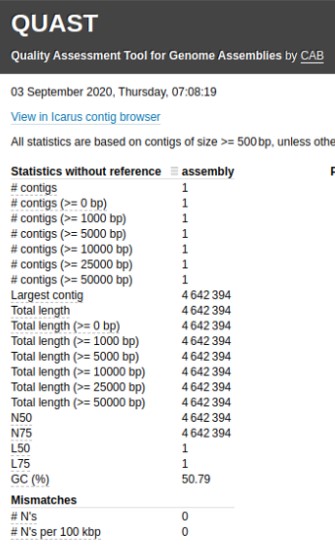 QUAST
Quality Assessment Tool for Genome Assemblies by CAB
03 September 2020, Thursday, 07:08:19
View in Icarus contig browser
All statistics are based on contigs of size >= 500 bp, unless othe
Statistics without reference assembly
# contigs 1
# contigs (>= 0 bp) 1
# contigs (>= 1000 bp) 1
# contigs (>= 5000 bp) 1
# contigs (>= 10000 bp) 1
# contigs (>= 25000 bp) 1
# contigs (>= 50000 bp) 1
Largest contig 4 642 394
Total length 4 642 394
Total length (>= 0 bp) 4 642 394
Total length (>= 1000 bp) 4 642 394
Total length (>= 5000 bp) 4 642 394
Total length (>= 10000 bp) 4 642 394
Total length (>= 25000 bp) 4 642 394
Total length (>= 50000 bp) 4 642 394
N50 4 642 394
N75 4 642 394
L50 1
L75 1
GC (%) 50.79
Mismatches
# N's 0
# N's per 100 kbp 0